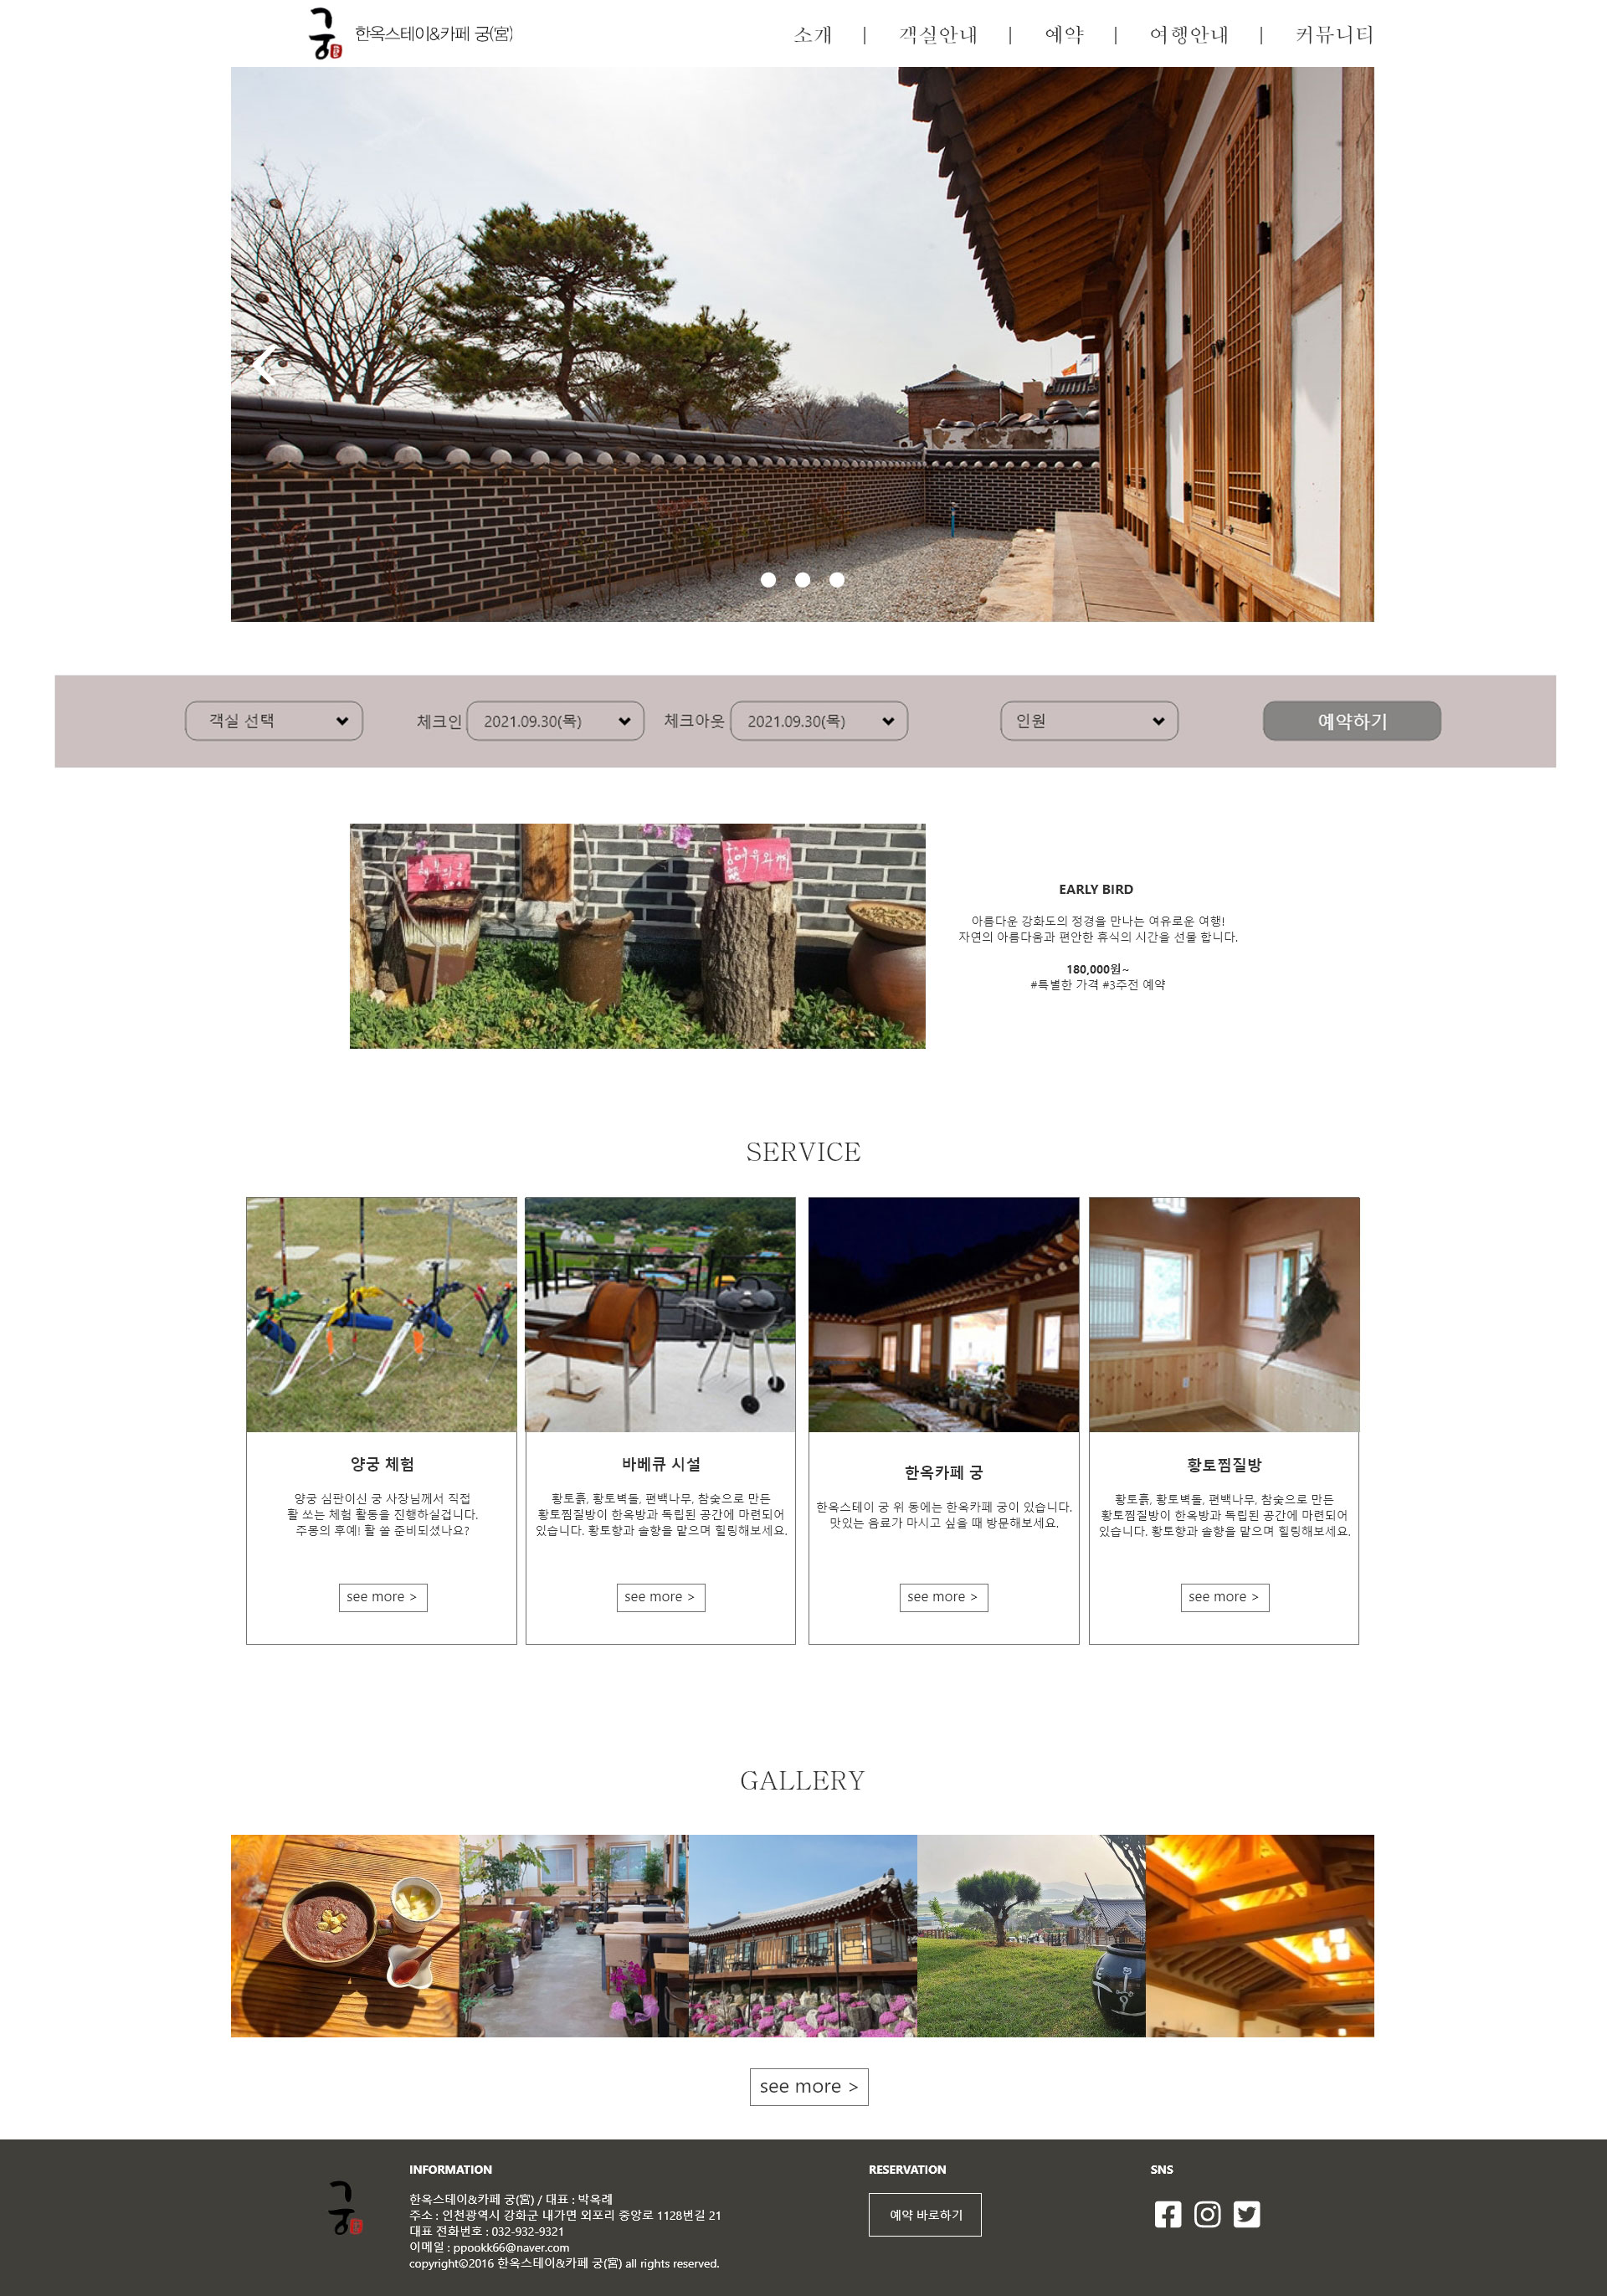 궁
한옥스테이&카페 궁(宮)
소개 | 객실안내 | 예약 | 여행안내 | 커뮤니티
객실 선택
체크인 2021.09.30(목)
체크아웃 2021.09.30(목)
인원
예약하기
EARLY BIRD
아름다운 강화도의 정경을 만나는 여유로운 여행!
자연의 아름다움과 편안한 휴식의 시간을 선물 합니다.
180,000원~
#특별한 가격 #3주전 예약
SERVICE
양궁 체험
양궁 심판이신 궁 사장님께서 직접
활 쏘는 체험 활동을 진행하실겁니다.
주몽의 후예! 활 쏠 준비되셨나요?
see more >
바베큐 시설
황토흙, 황토벽돌, 편백나무, 참숯으로 만든
황토찜질방이 한옥방과 독립된 공간에 마련되어
있습니다. 황토향과 솔향을 맡으며 힐링해보세요.
see more >
한옥카페 궁
한옥스테이 궁 위 동에는 한옥카페 궁이 있습니다.
맛있는 음료가 마시고 싶을 때 방문해보세요.
see more >
황토찜질방
황토흙, 황토벽돌, 편백나무, 참숯으로 만든
황토찜질방이 한옥방과 독립된 공간에 마련되어
있습니다. 황토향과 솔향을 맡으며 힐링해보세요.
see more >
GALLERY
see more >
궁
INFORMATION
한옥스테이&카페 궁(宮) / 대표 : 박옥례
주소 : 인천광역시 강화군 내가면 외포리 중앙로 1128번길 21
대표 전화번호 : 032-932-9321
이메일 : ppookk66@naver.com
copyright©2016 한옥스테이&카페 궁(宮) all rights reserved.
RESERVATION
예약 바로하기
SNS